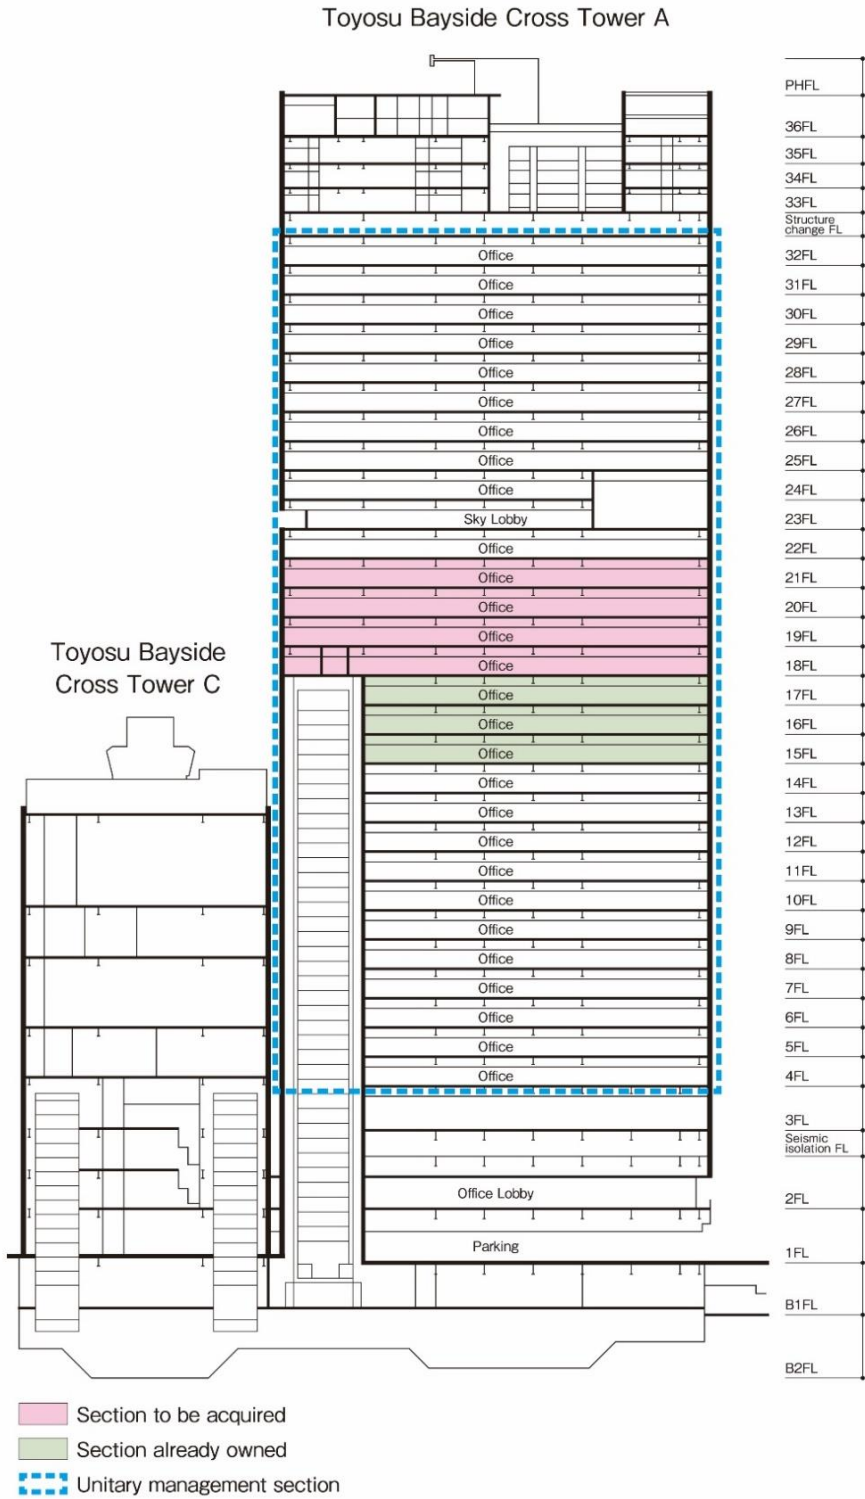 Toyosu Bayside Cross Tower A
PHFL
36FL
35FL
34FL
33FL
Structure
change FL
Office 32FL
Office 31FL
Office 30FL
Office 29FL
Office 28FL
Office 27FL
Office 26FL
Office 25FL
Office 24FL
Sky Lobby 23FL
Office 22FL
Office 21FL
Office 20FL
Office 19FL
Toyosu Bayside
Cross Tower C
Office 18FL
Office 17FL
Office 16FL
Office 15FL
Office 14FL
Office 13FL
Office 12FL
Office 11FL
Office 10FL
Office 9FL
Office 8FL
Office 7FL
Office 6FL
Office 5FL
Office 4FL
3FL
Seismic
isolation FL
Office Lobby 2FL
Parking 1FL
B1FL
B2FL
Section to be acquired
Section already owned
Unitary management section